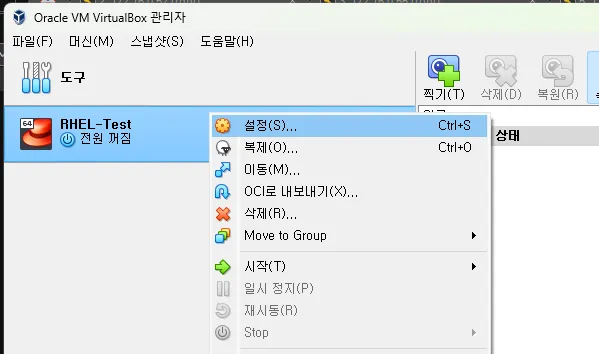 Oracle VM VirtualBox 관리자
파일(F) 머신(M) 스냅샷(S) 도움말(H)
도구
찍기(T) 삭제(D) 복원(R)
64
RHEL-Test
전원 꺼짐
상태
설정(S)... Ctrl+S
복제(O)... Ctrl+O
이동(M)...
OCI로 내보내기(X)...
삭제(R)...
Move to Group
시작(T)
일시 정지(P)
재시동(R)
Stop